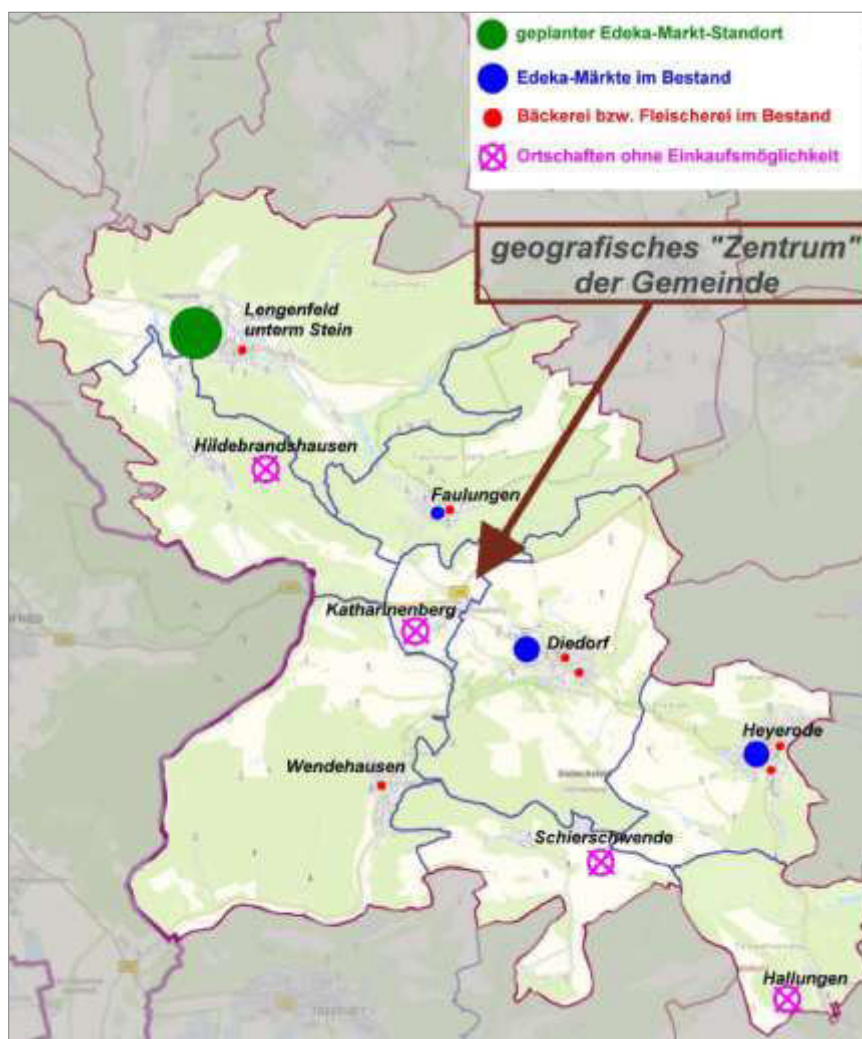 geplanter Edeka-Markt-Standort
Edeka-Märkte im Bestand
Bäckerei bzw. Fleischerei im Bestand
Ortschaften ohne Einkaufsmöglichkeit
geografisches "Zentrum"
der Gemeinde
Lengenfeld
unterm Stein
Hildebrandshausen
Faulungen
Katharinenberg
Diedorf
Heyerode
Wendehausen
Schierschwende
Hallungen